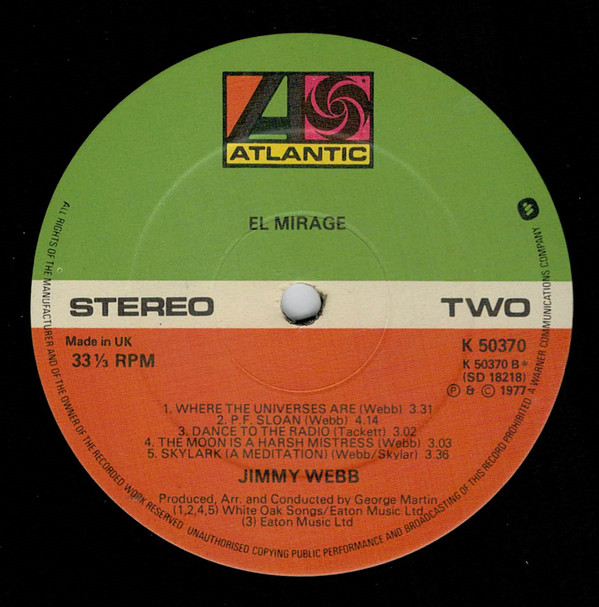 ATLANTIC
EL MIRAGE
STEREO
TWO
Made in UK
33⅓ RPM
K 50370
K 50370 B*
(SD 18218)
Ⓟ & © 1977
1. WHERE THE UNIVERSES ARE (Webb) 3.31
2. P.F. SLOAN (Webb) 4.14
3. DANCE TO THE RADIO (Tackett) 3.02
4. THE MOON IS A HARSH MISTRESS (Webb) 3.03
5. SKYLARK (A MEDITATION) (Webb/Skylar) 3.36
JIMMY WEBB
Produced, Arr. and Conducted by George Martin
(1,2,4,5) White Oak Songs/Eaton Music Ltd.
(3) Eaton Music Ltd
ALL RIGHTS OF THE MANUFACTURER AND OF THE OWNER OF THE RECORDED WORK RESERVED UNAUTHORISED COPYING PUBLIC PERFORMANCE AND BROADCASTING OF THIS RECORD PROHIBITED A WARNER COMMUNICATIONS COMPANY